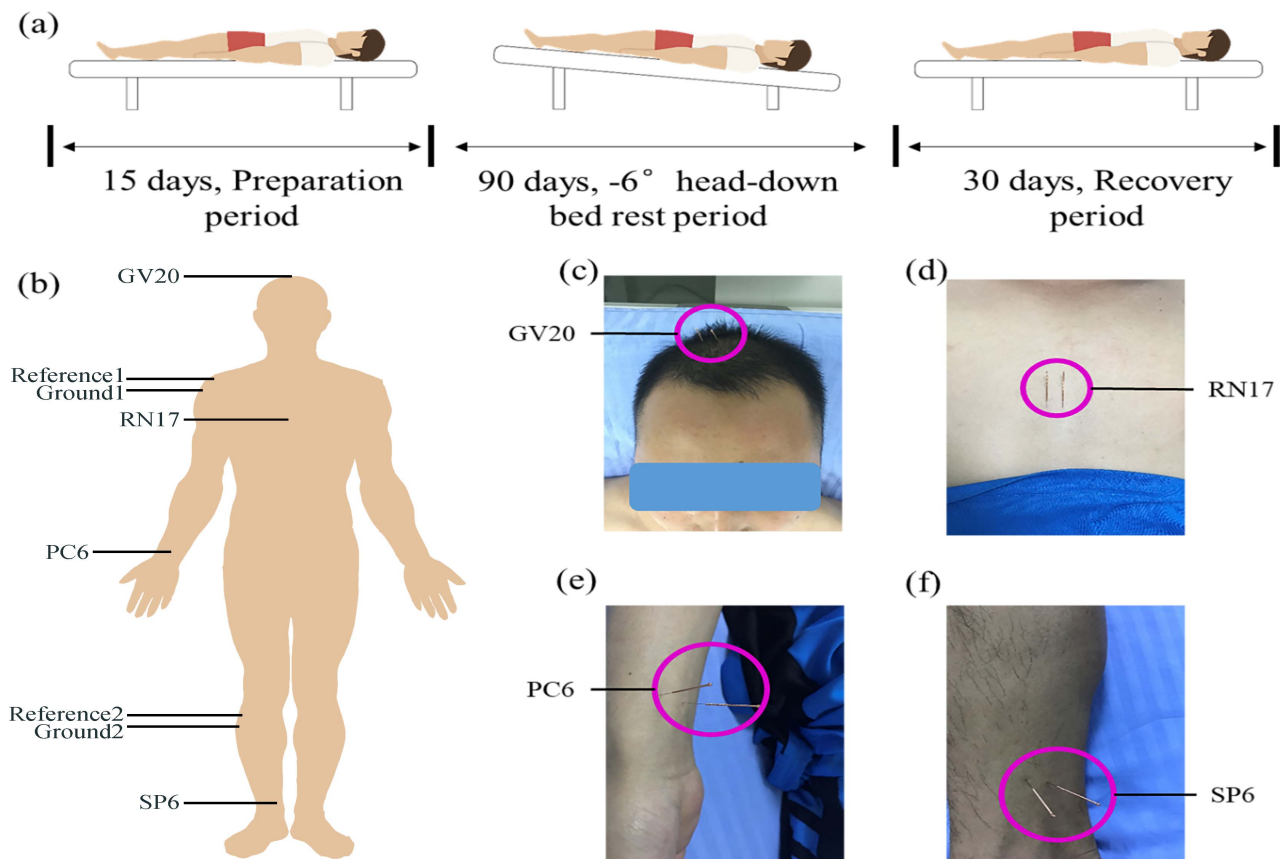 (a)
15 days, Preparation
period
90 days, -6° head-down
bed rest period
30 days, Recovery
period
(b)
GV20
Reference1
Ground1
RN17
PC6
Reference2
Ground2
SP6
(c)
GV20
(d)
RN17
(e)
PC6
(f)
SP6